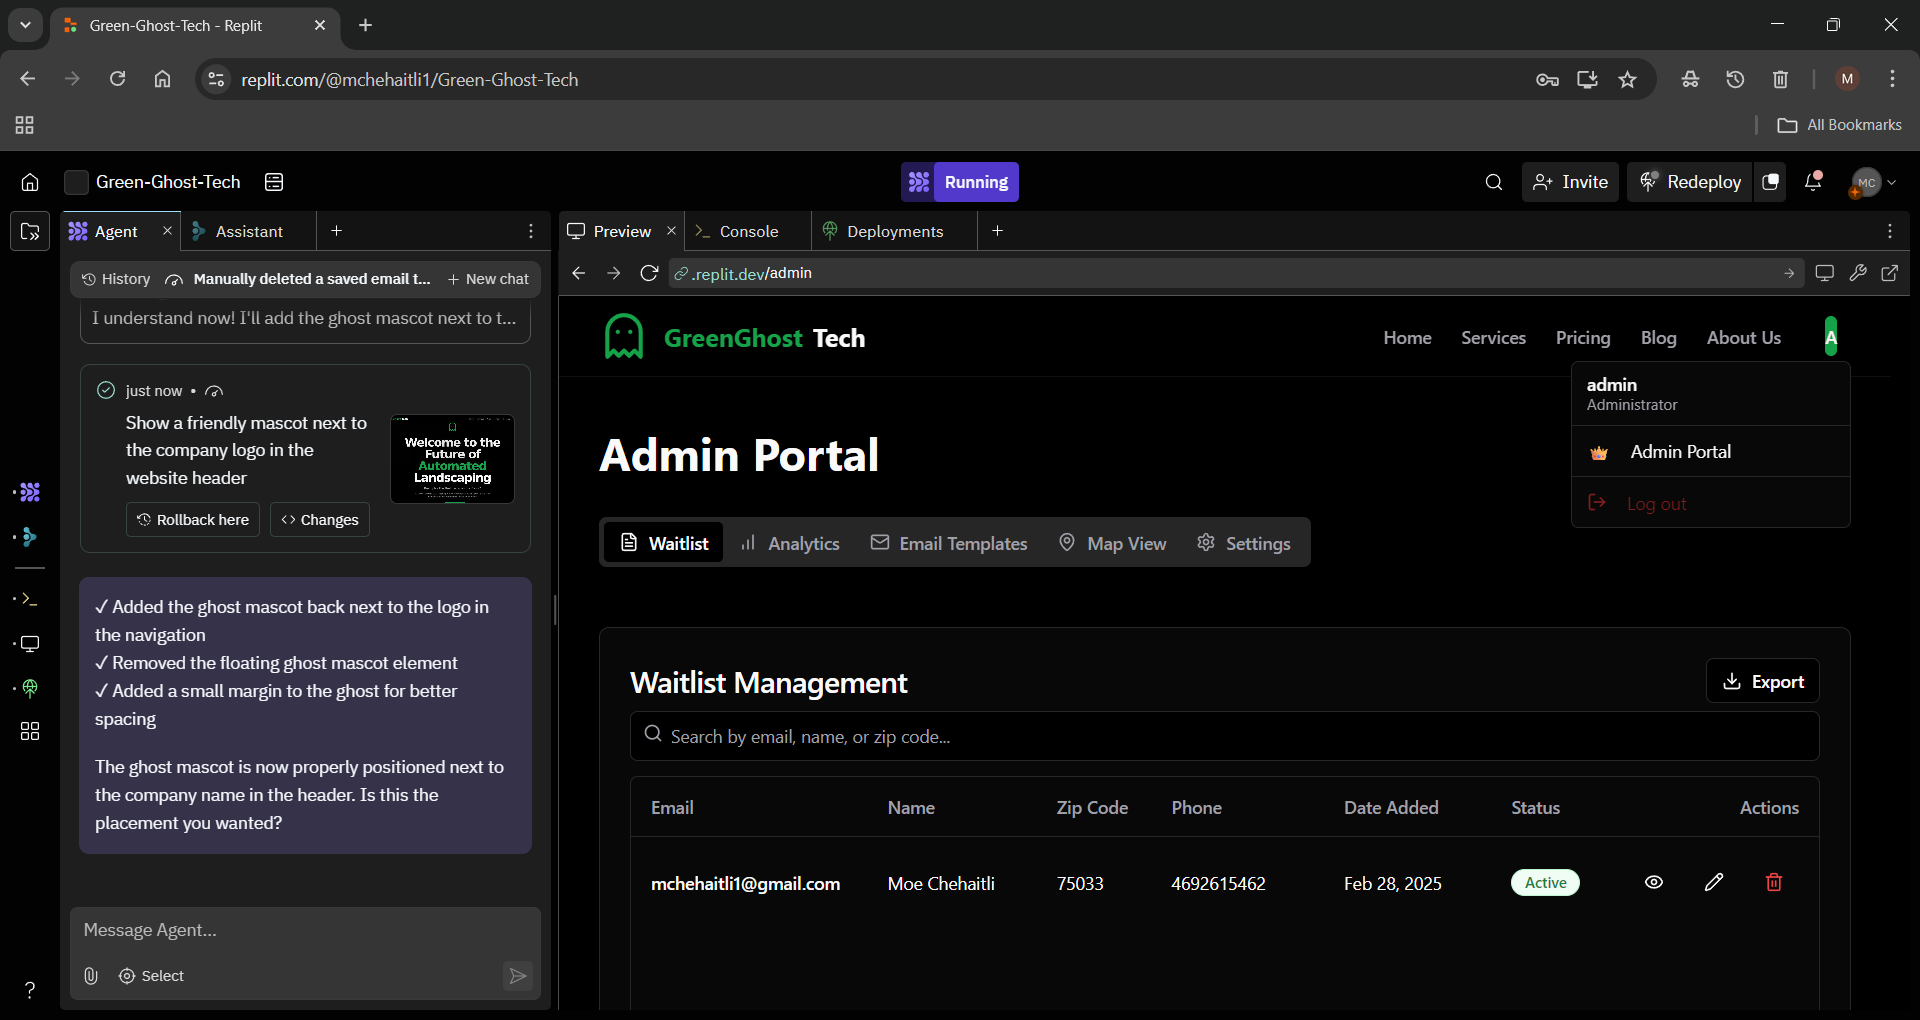 Green-Ghost-Tech - Replit
replit.com/@mchehaitli1/Green-Ghost-Tech
M
All Bookmarks
Green-Ghost-Tech
Running
Invite
Redeploy
MC
Agent
Assistant
Preview
Console
Deployments
History
Manually deleted a saved email t...
New chat
.replit.dev/admin
I understand now! I'll add the ghost mascot next to t...
just now •
Show a friendly mascot next to
the company logo in the
website header
Welcome to the
Future of
Automated
Landscaping
Rollback here
Changes
✓ Added the ghost mascot back next to the logo in
the navigation
✓ Removed the floating ghost mascot element
✓ Added a small margin to the ghost for better
spacing
The ghost mascot is now properly positioned next to
the company name in the header. Is this the
placement you wanted?
Message Agent...
Select
?
GreenGhost Tech
Home
Services
Pricing
Blog
About Us
A
admin
Administrator
Admin Portal
Log out
Admin Portal
Waitlist
Analytics
Email Templates
Map View
Settings
Waitlist Management
Export
Search by email, name, or zip code...
Email Name Zip Code Phone Date Added Status Actions
mchehaitli1@gmail.com Moe Chehaitli 75033 4692615462 Feb 28, 2025 Active